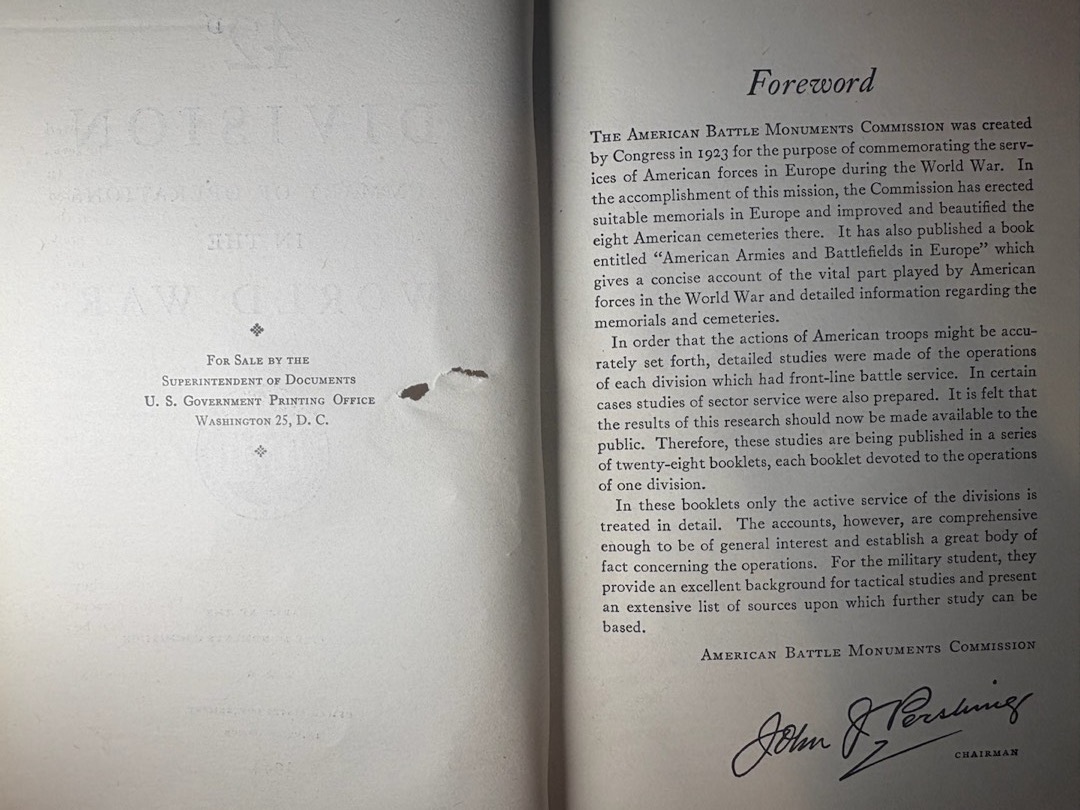 For Sale by the
Superintendent of Documents
U. S. Government Printing Office
Washington 25, D. C.
Foreword
The American Battle Monuments Commission was created
by Congress in 1923 for the purpose of commemorating the serv-
ices of American forces in Europe during the World War. In
the accomplishment of this mission, the Commission has erected
suitable memorials in Europe and improved and beautified the
eight American cemeteries there. It has also published a book
entitled “American Armies and Battlefields in Europe” which
gives a concise account of the vital part played by American
forces in the World War and detailed information regarding the
memorials and cemeteries.
In order that the actions of American troops might be accu-
rately set forth, detailed studies were made of the operations
of each division which had front-line battle service. In certain
cases studies of sector service were also prepared. It is felt that
the results of this research should now be made available to the
public. Therefore, these studies are being published in a series
of twenty-eight booklets, each booklet devoted to the operations
of one division.
In these booklets only the active service of the divisions is
treated in detail. The accounts, however, are comprehensive
enough to be of general interest and establish a great body of
fact concerning the operations. For the military student, they
provide an excellent background for tactical studies and present
an extensive list of sources upon which further study can be
based.
American Battle Monuments Commission
John J Pershing
CHAIRMAN